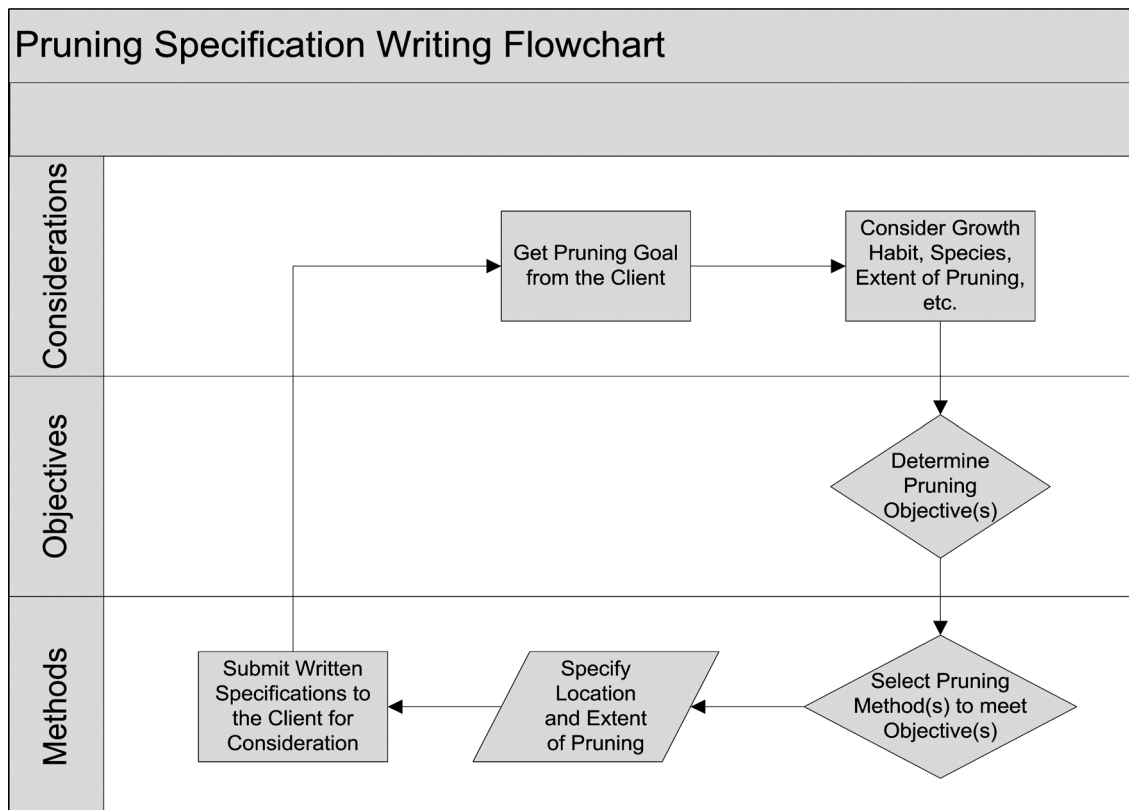 Pruning Specification Writing Flowchart
Considerations
Get Pruning Goal
from the Client
Consider Growth
Habit, Species,
Extent of Pruning,
etc.
Objectives
Determine
Pruning
Objective(s)
Methods
Submit Written
Specifications to
the Client for
Consideration
Specify
Location
and Extent
of Pruning
Select Pruning
Method(s) to meet
Objective(s)